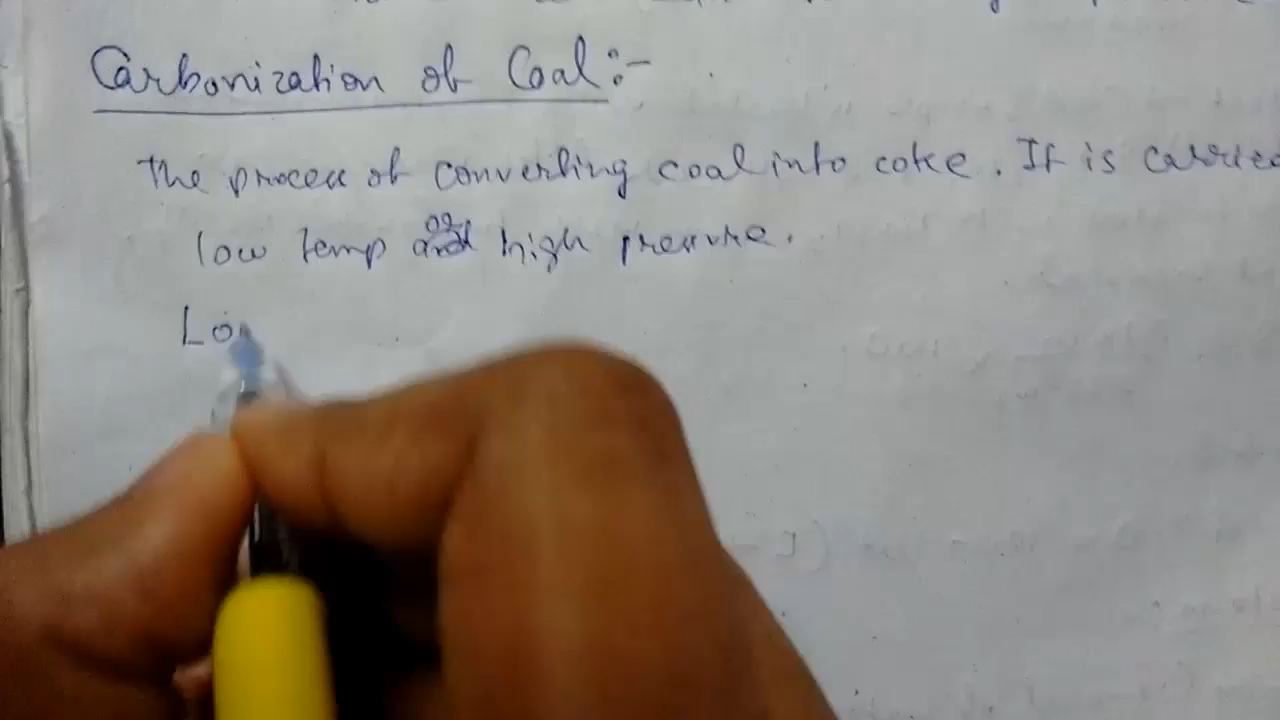 Carbonization of Coal :-
The process of converting coal into coke. It is carried
low temp or high pressure.
Lo